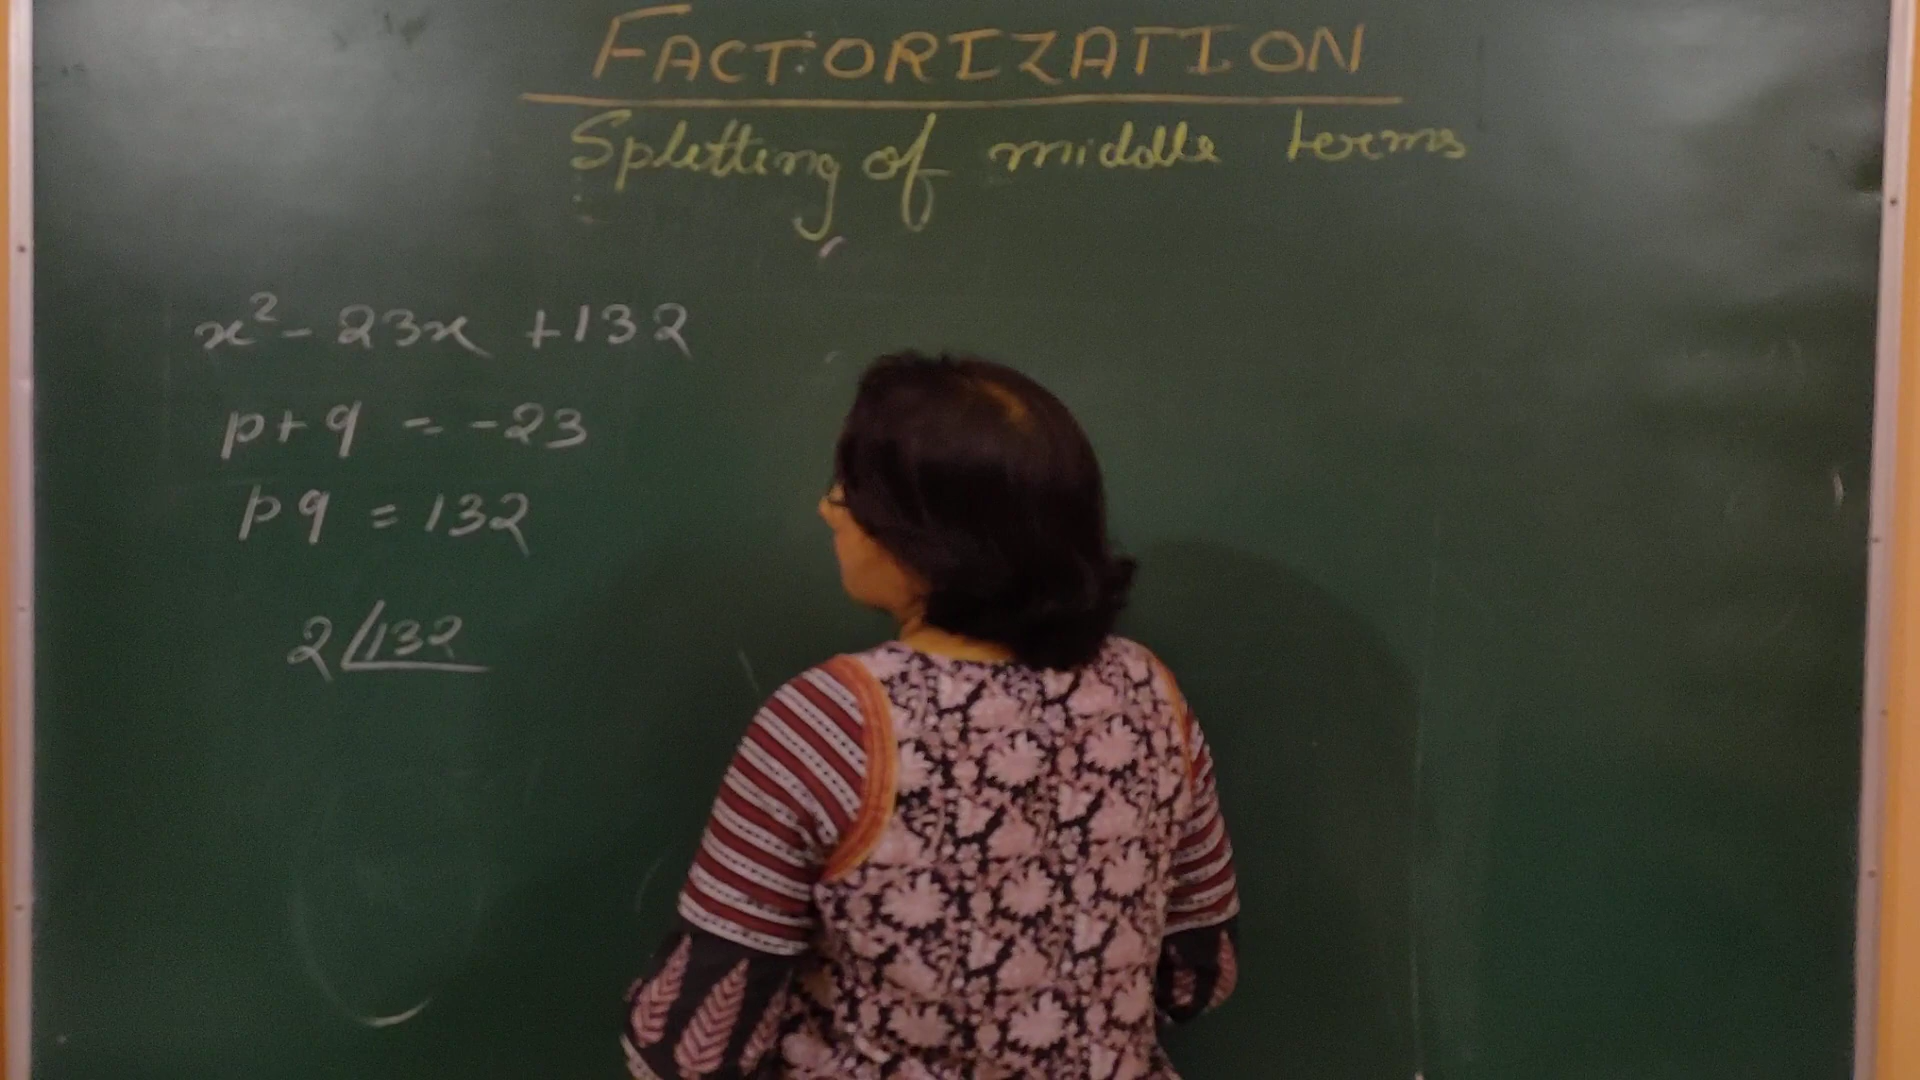 FACTORIZATION
Splitting of middle terms
x² - 23x + 132
p + q = -23
pq = 132
2 | 132